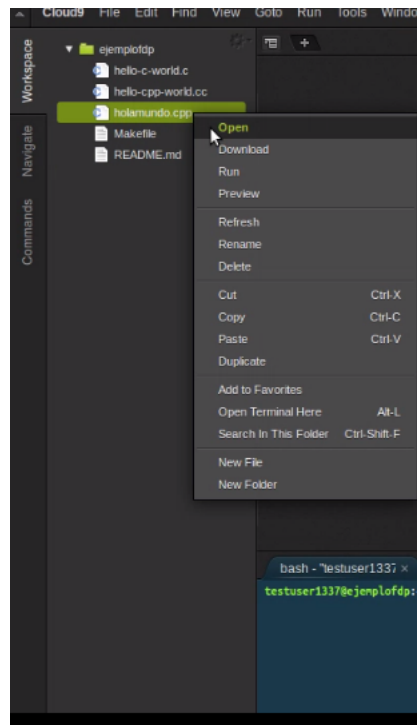 Cloud9 File Edit Find View Goto Run Tools
Workspace
Navigate
Commands
ejemplofdp
hello-c-world.c
hello-cpp-world.cc
holamundo.cpp
Makefile
README.md
Open
Download
Run
Preview
Refresh
Rename
Delete
Cut Ctrl-X
Copy Ctrl-C
Paste Ctrl-V
Duplicate
Add to Favorites
Open Terminal Here Alt-L
Search In This Folder Ctrl-Shift-F
New File
New Folder
bash - "testuser1337 ×
testuser1337@ejemplofdp: